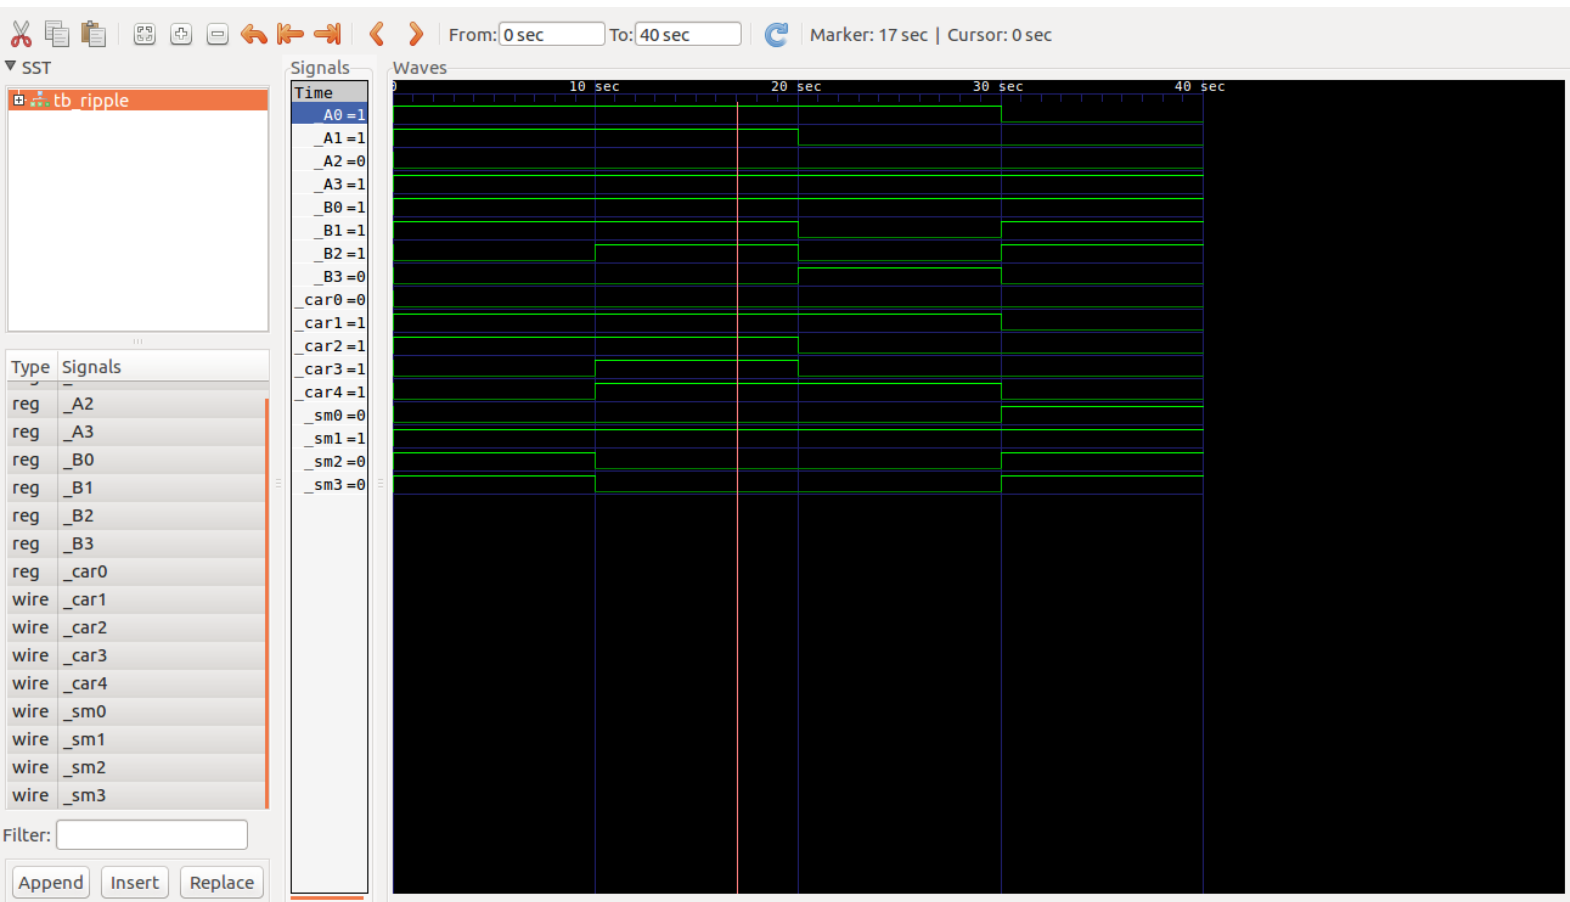 From: 0 sec To: 40 sec Marker: 17 sec | Cursor: 0 sec
SST
tb_ripple
Type Signals
reg _A2
reg _A3
reg _B0
reg _B1
reg _B2
reg _B3
reg _car0
wire _car1
wire _car2
wire _car3
wire _car4
wire _sm0
wire _sm1
wire _sm2
wire _sm3
Filter:
Append Insert Replace
Signals
Time
_A0=1
_A1=1
_A2=0
_A3=1
_B0=1
_B1=1
_B2=1
_B3=0
_car0=0
_car1=1
_car2=1
_car3=1
_car4=1
_sm0=0
_sm1=1
_sm2=0
_sm3=0
Waves
0 10 sec 20 sec 30 sec 40 sec